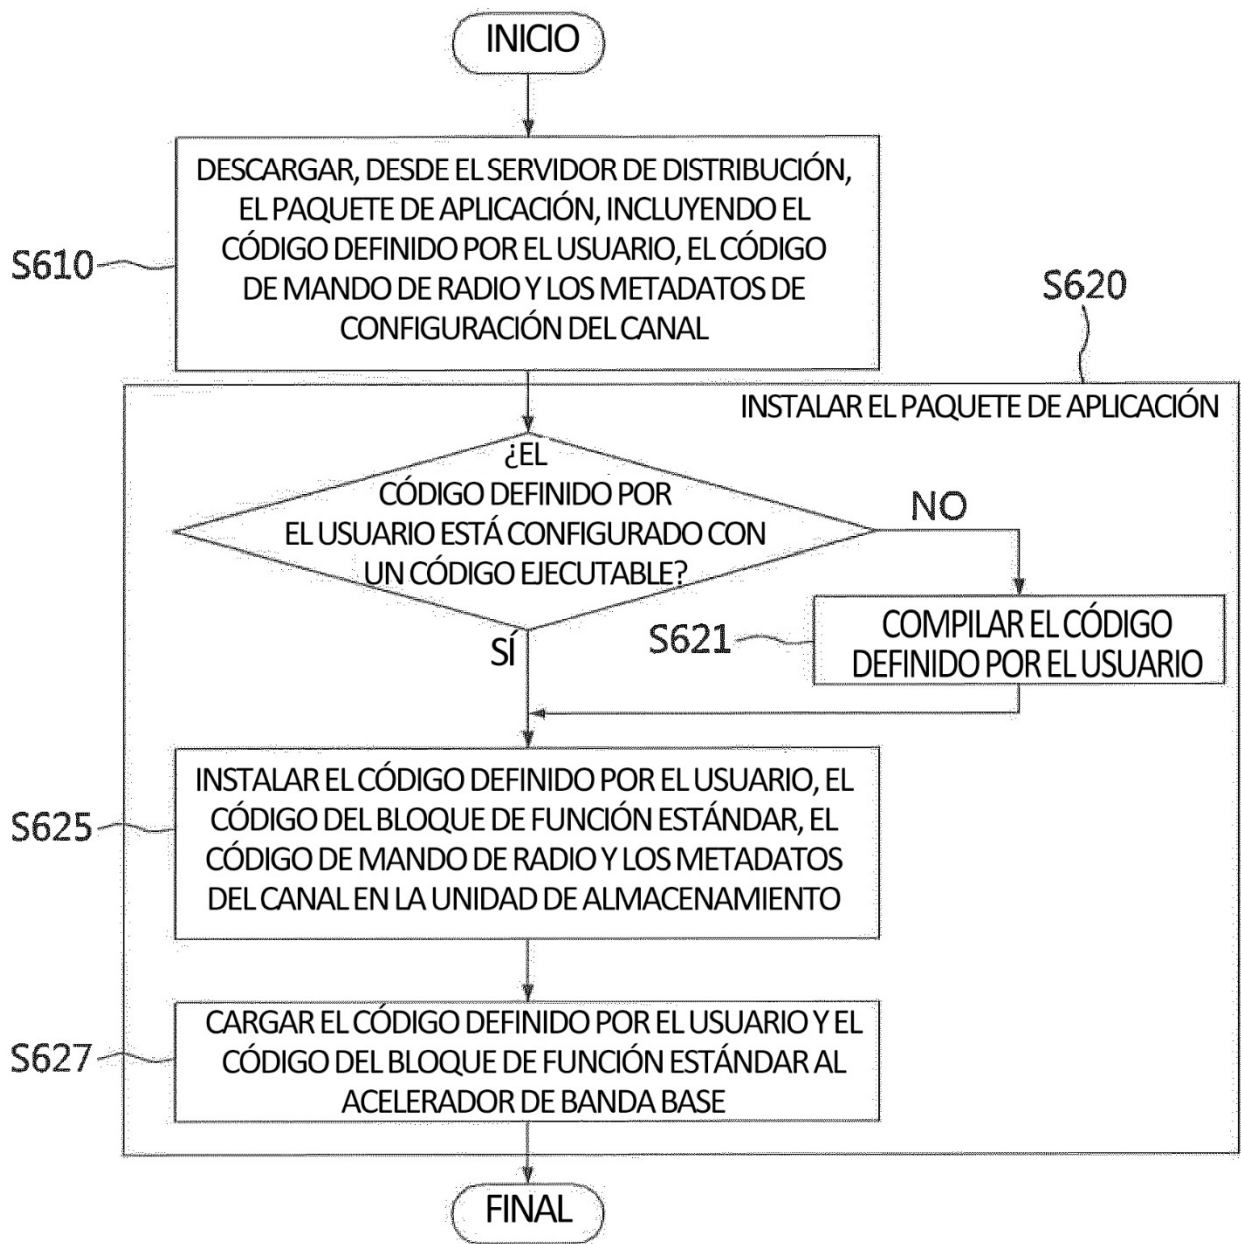 INICIO
DESCARGAR, DESDE EL SERVIDOR DE DISTRIBUCIÓN,
EL PAQUETE DE APLICACIÓN, INCLUYENDO EL
CÓDIGO DEFINIDO POR EL USUARIO, EL CÓDIGO
DE MANDO DE RADIO Y LOS METADATOS DE
CONFIGURACIÓN DEL CANAL
S610
S620
INSTALAR EL PAQUETE DE APLICACIÓN
¿EL
CÓDIGO DEFINIDO POR
EL USUARIO ESTÁ CONFIGURADO CON
UN CÓDIGO EJECUTABLE?
NO
SÍ
S621
COMPILAR EL CÓDIGO
DEFINIDO POR EL USUARIO
S625
INSTALAR EL CÓDIGO DEFINIDO POR EL USUARIO, EL
CÓDIGO DEL BLOQUE DE FUNCIÓN ESTÁNDAR, EL
CÓDIGO DE MANDO DE RADIO Y LOS METADATOS
DEL CANAL EN LA UNIDAD DE ALMACENAMIENTO
S627
CARGAR EL CÓDIGO DEFINIDO POR EL USUARIO Y EL
CÓDIGO DEL BLOQUE DE FUNCIÓN ESTÁNDAR AL
ACELERADOR DE BANDA BASE
FINAL